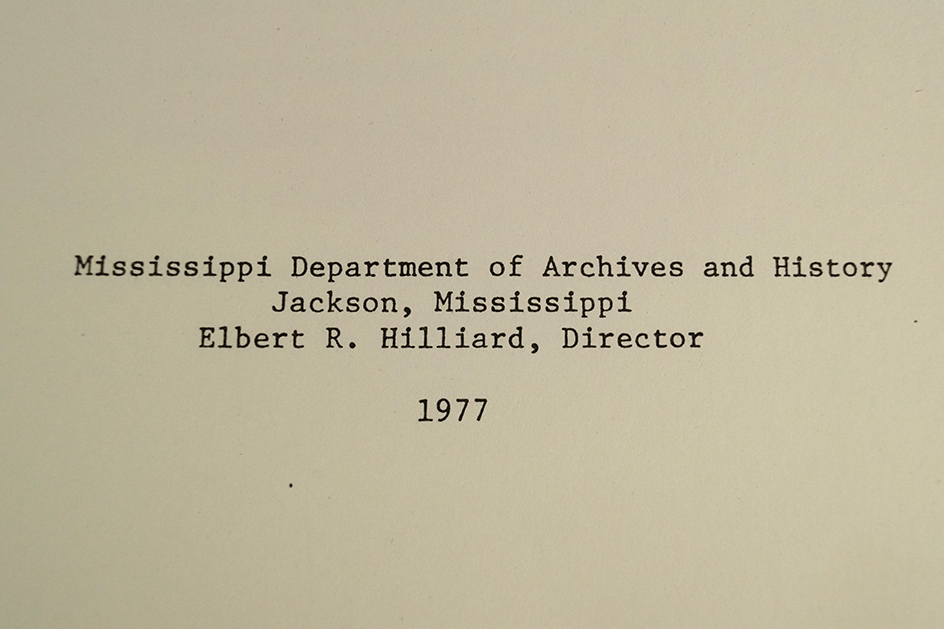 Mississippi Department of Archives and History
Jackson, Mississippi
Elbert R. Hilliard, Director
1977